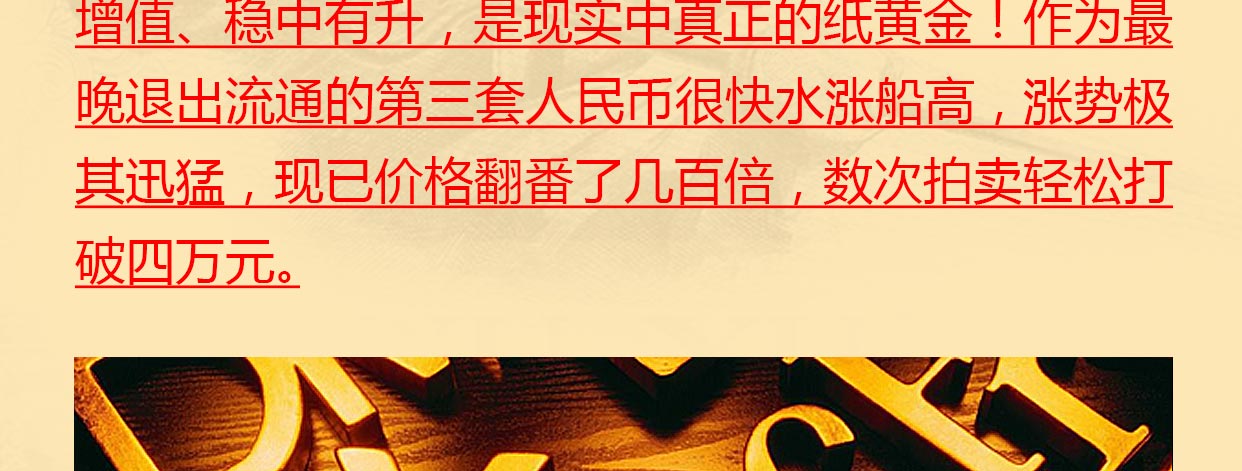 增值、稳中有升，是现实中真正的纸黄金！作为最
晚退出流通的第三套人民币很快水涨船高，涨势极
其迅猛，现已价格翻番了几百倍，数次拍卖轻松打
破四万元。